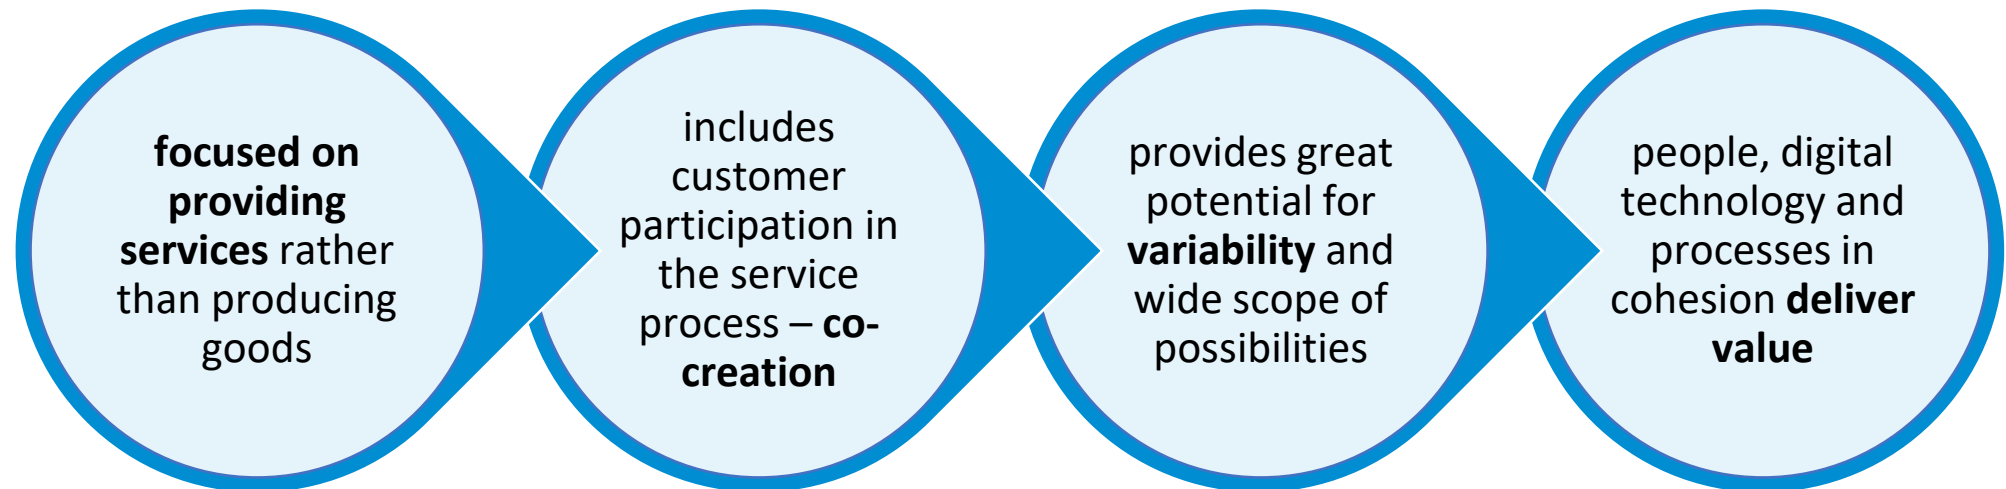 focused on
providing
services rather
than producing
goods
includes
customer
participation in
the service
process – co-
creation
provides great
potential for
variability and
wide scope of
possibilities
people, digital
technology and
processes in
cohesion deliver
value